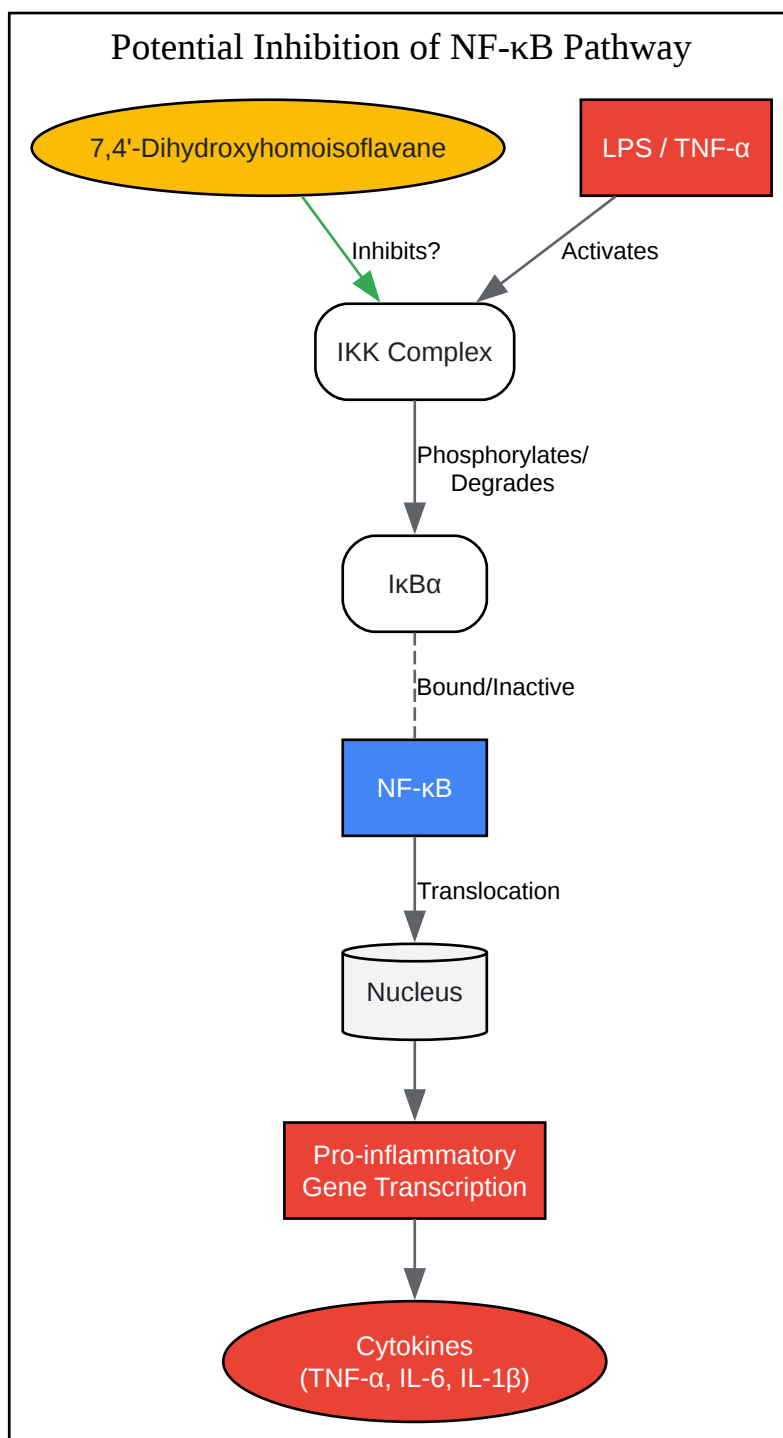 Potential Inhibition of NF-κB Pathway
7,4'-Dihydroxyhomoisoflavane
LPS / TNF-α
Inhibits?
Activates
IKK Complex
Phosphorylates/
Degrades
IκBα
Bound/Inactive
NF-κB
Translocation
Nucleus
Pro-inflammatory
Gene Transcription
Cytokines
(TNF-α, IL-6, IL-1β)